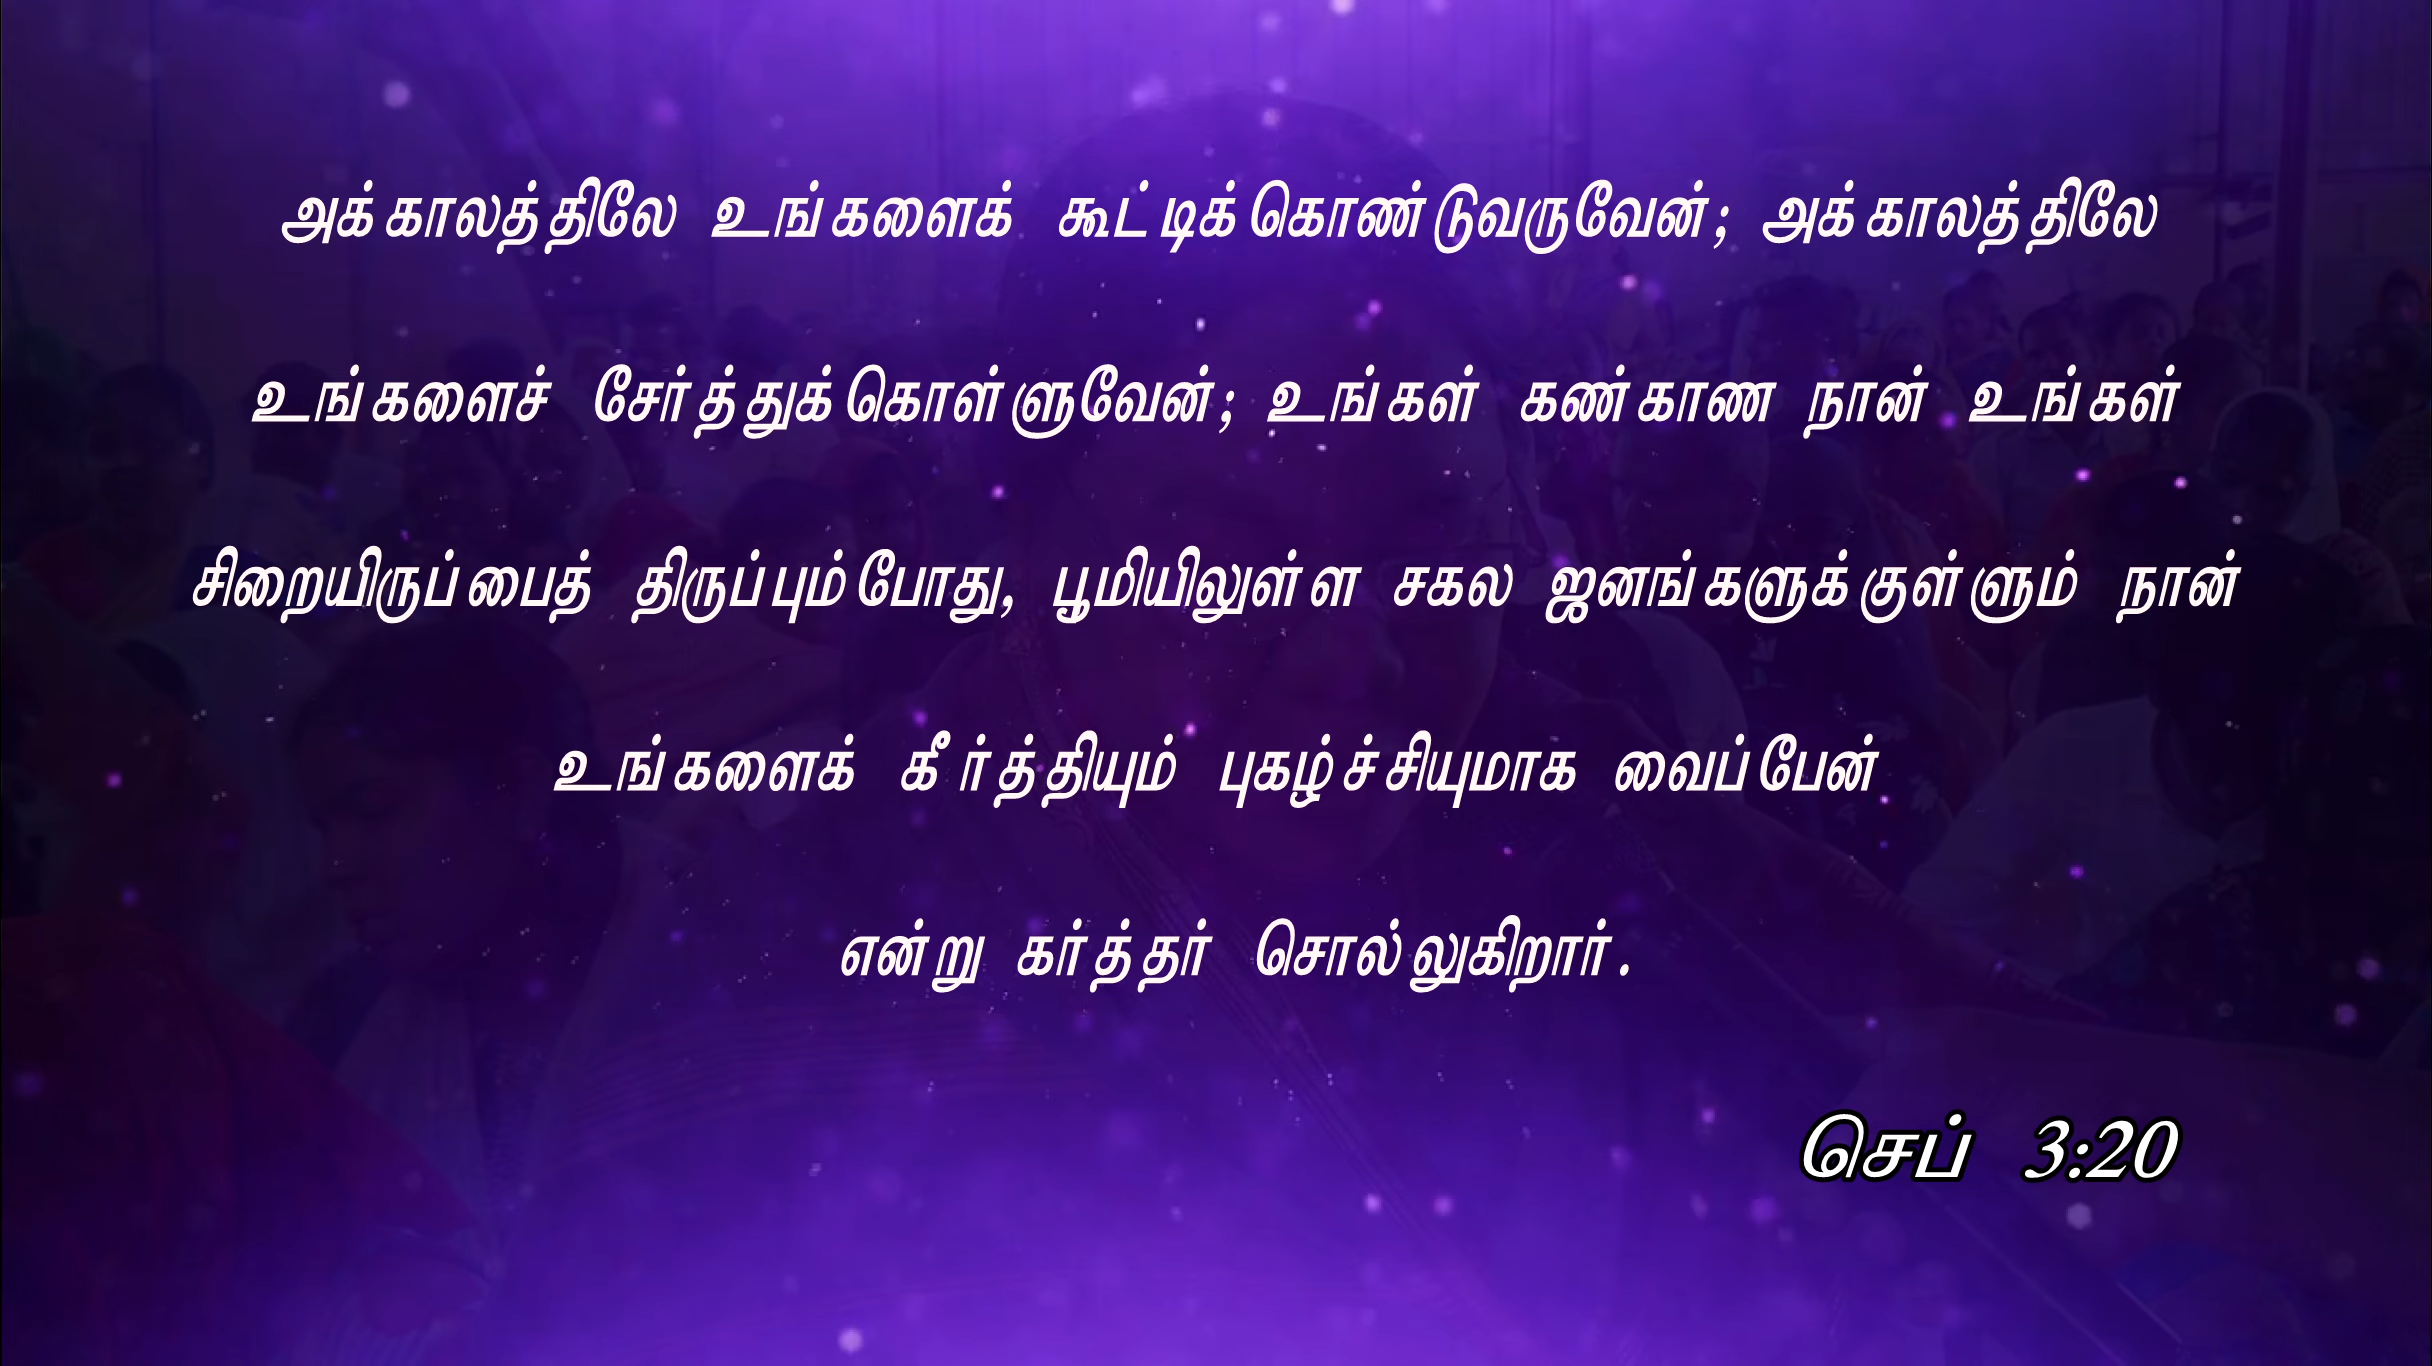 அக்காலத்திலே உங்களைக் கூட்டிக்கொண்டுவருவேன்; அக்காலத்திலே
உங்களைச் சேர்த்துக்கொள்ளுவேன்; உங்கள் கண்காண நான் உங்கள்
சிறையிருப்பைத் திருப்பும்போது, பூமியிலுள்ள சகல ஜனங்களுக்குள்ளும் நான்
உங்களைக் கீர்த்தியும் புகழ்ச்சியுமாக வைப்பேன்
என்று கர்த்தர் சொல்லுகிறார்.
செப் 3:20